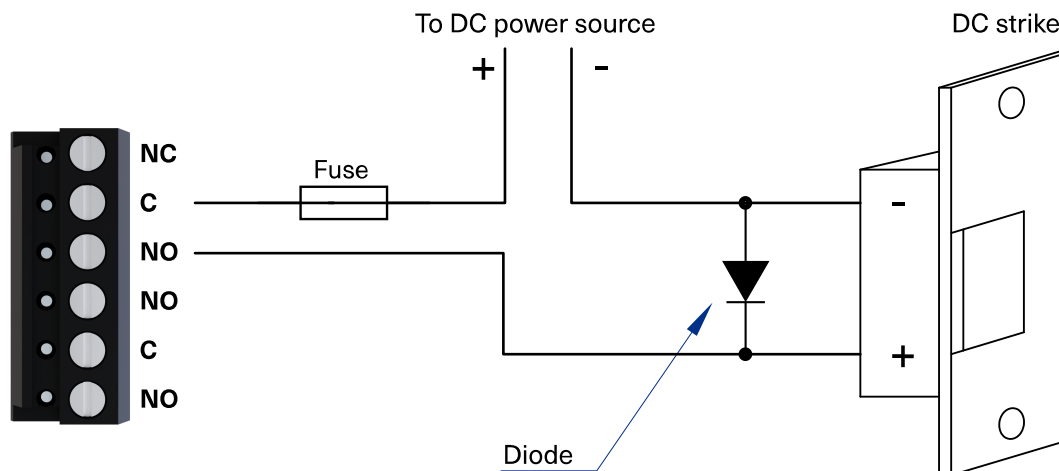 To DC power source
DC strike
+ -
NC
Fuse
C
-
NO
NO
C
+
NO
Diode